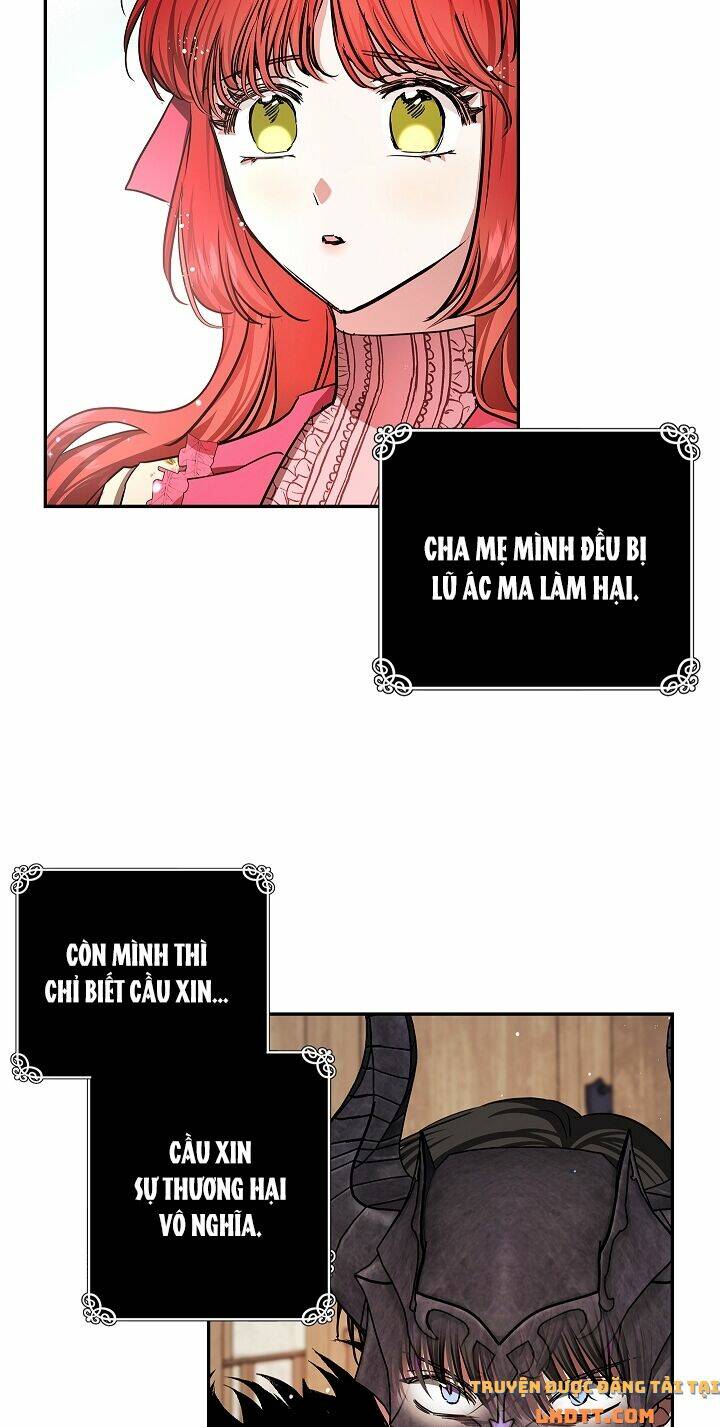 CHA MẸ MÌNH ĐỀU BỊ
LŨ ÁC MA LÀM HẠI.
CÒN MÌNH THÌ
CHỈ BIẾT CẦU XIN...
CẦU XIN
SỰ THƯƠNG HẠI
VÔ NGHĨA.
TRUYỆN ĐƯỢC ĐĂNG TẢI TẠI
LXDTT.COM